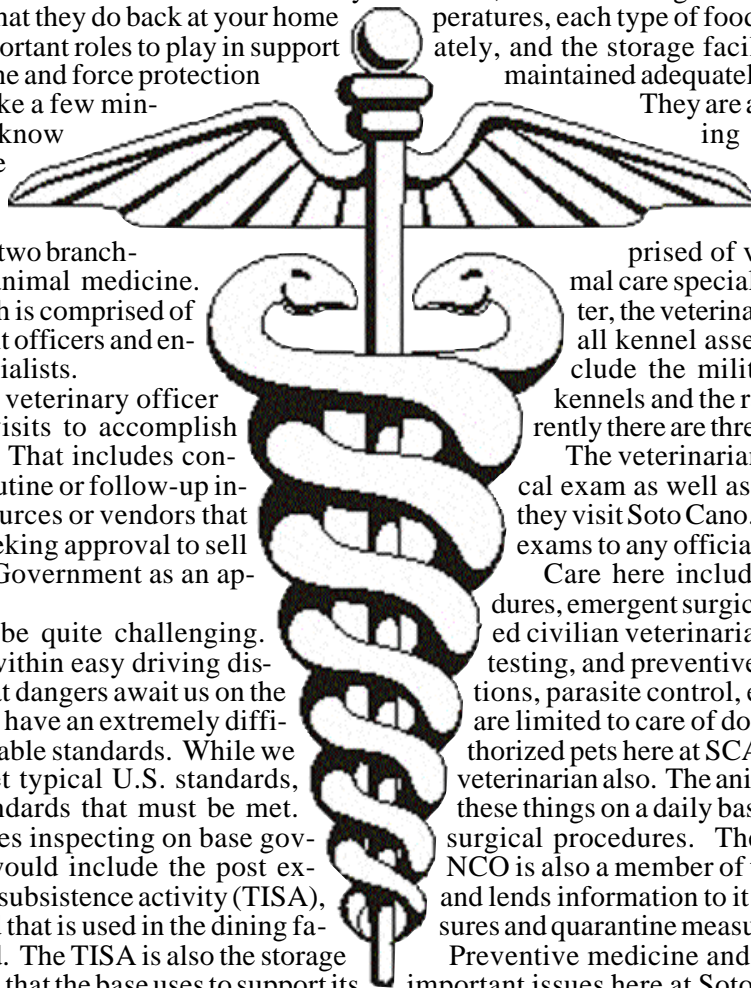 hat they do back at your home
portant roles to play in support
ne and force protection
ke a few min-
know
e
two branch-
animal medicine.
h is comprised of
t officers and en-
ialists.
veterinary officer
visits to accomplish
That includes con-
utine or follow-up in-
urces or vendors that
eking approval to sell
Government as an ap-
be quite challenging.
within easy driving dis-
at dangers await us on the
have an extremely diffi-
able standards. While we
et typical U.S. standards,
ndards that must be met.
es inspecting on base gov-
would include the post ex-
subsistence activity (TISA),
that is used in the dining fa-
d. The TISA is also the storage
that the base uses to support its
peratures, each type of food
ately, and the storage facil
maintained adequatel
They are a
ing
prised of v
mal care special
ter, the veterina
all kennel asse
clude the milit
kennels and the r
rently there are thre
The veterinarian
cal exam as well as
they visit Soto Cano.
exams to any officia
Care here includ
dures, emergent surgic
ed civilian veterinaria
testing, and preventive
tions, parasite control, e
are limited to care of do
thorized pets here at SCA
veterinarian also. The ani
these things on a daily bas
surgical procedures. The
NCO is also a member of
and lends information to it
sures and quarantine measu
Preventive medicine and
important issues here at Soto